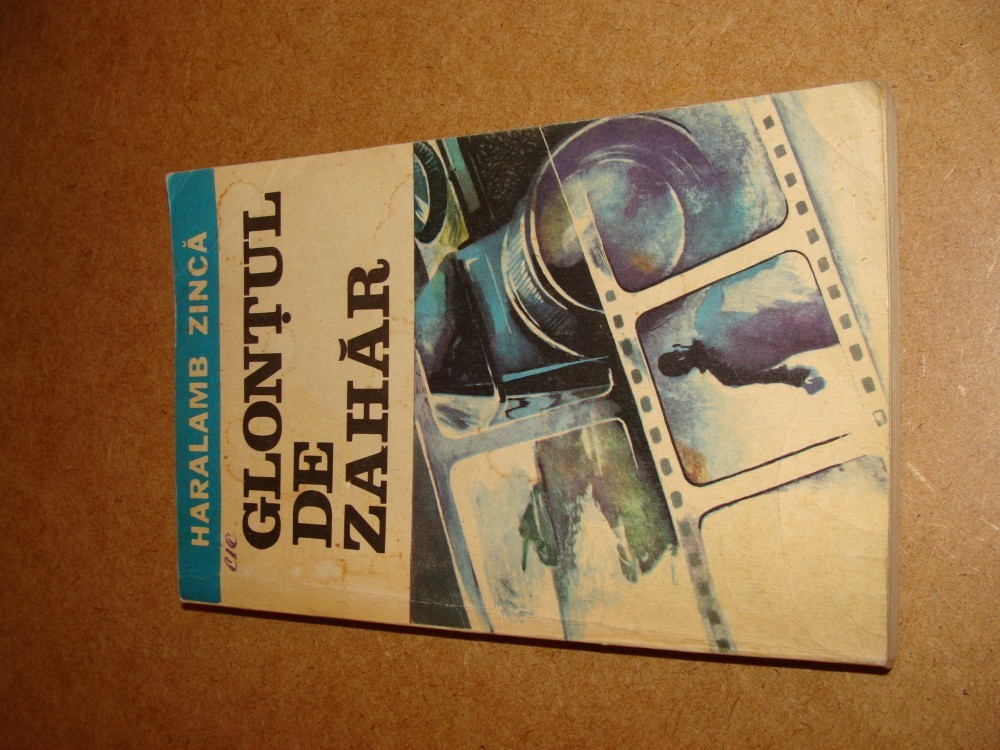 HARALAMB ZINCĂ
GLONȚUL
DE
ZAHĂR